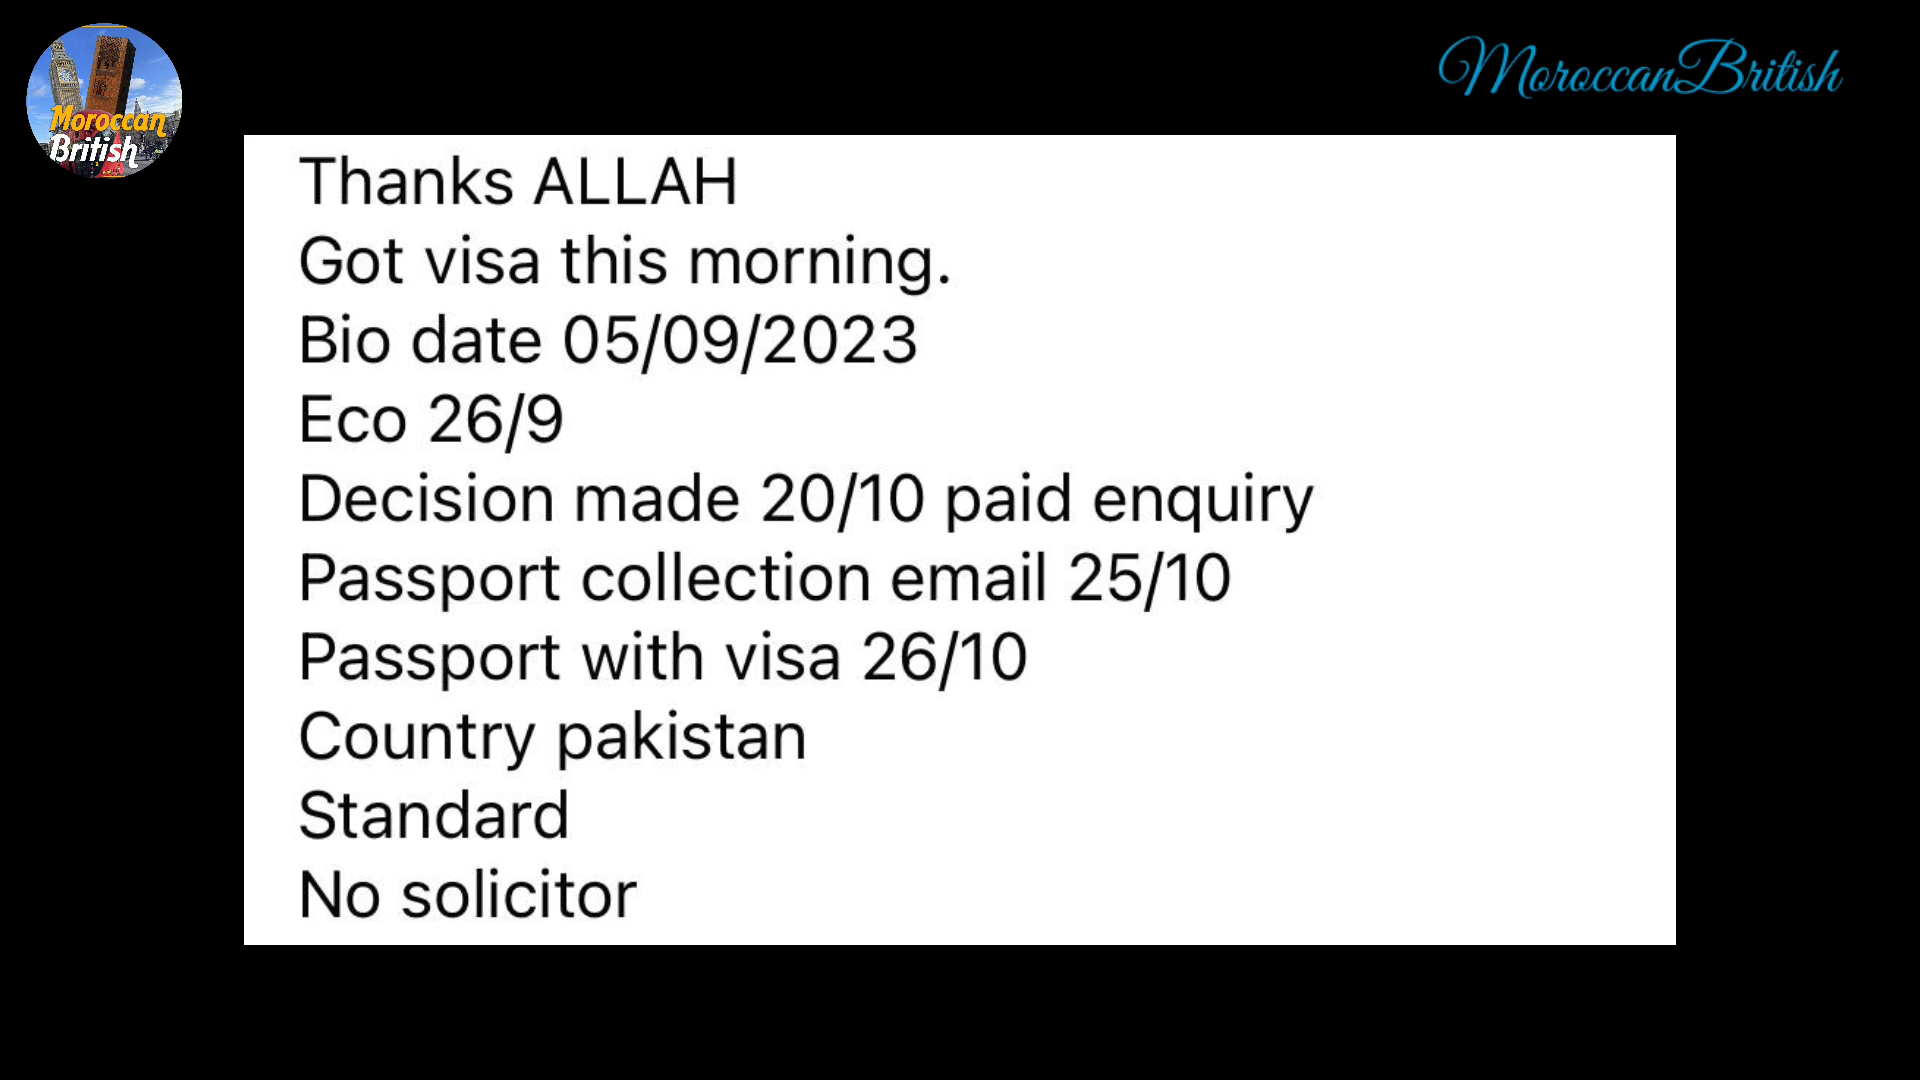 Moroccan
British
MoroccanBritish
Thanks ALLAH
Got visa this morning.
Bio date 05/09/2023
Eco 26/9
Decision made 20/10 paid enquiry
Passport collection email 25/10
Passport with visa 26/10
Country pakistan
Standard
No solicitor